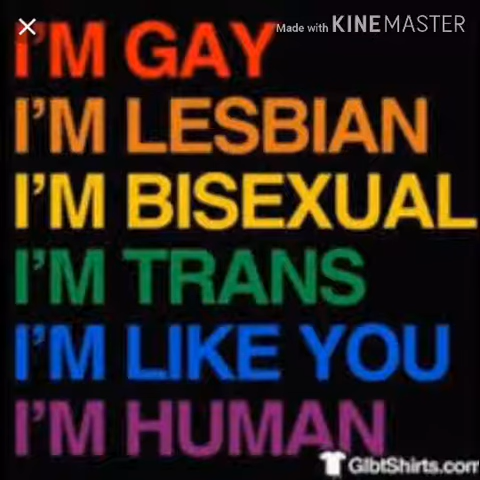 Made with KINEMASTER
I'M GAY
I'M LESBIAN
I'M BISEXUAL
I'M TRANS
I'M LIKE YOU
I'M HUMAN
GlbtShirts.com